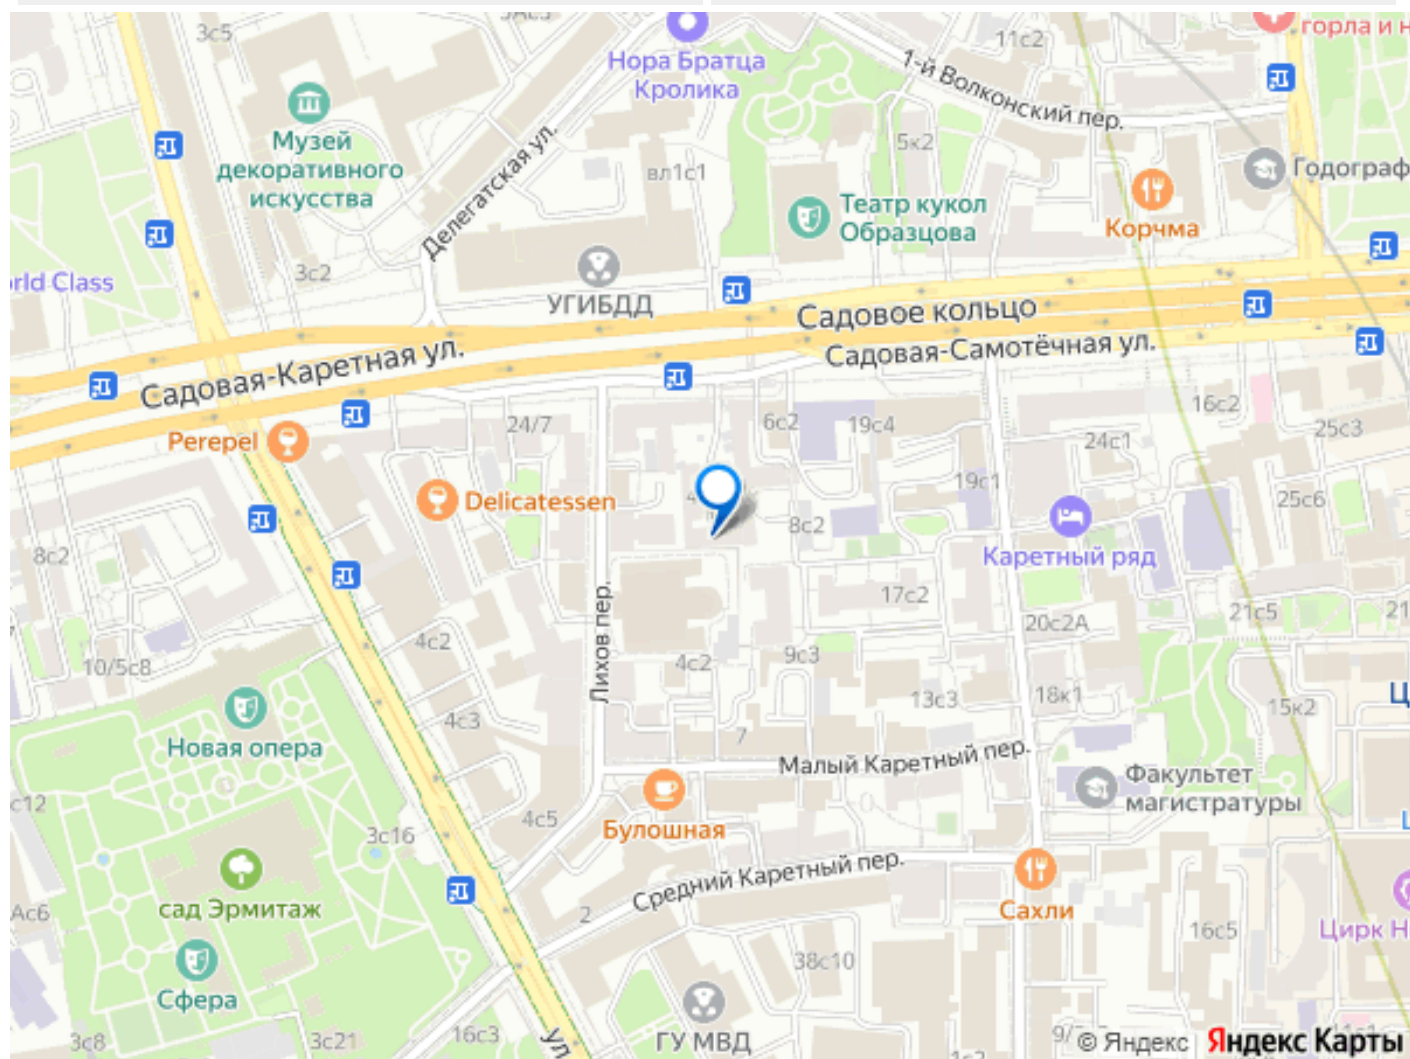 3с5
11с2
горла и н
Нора Братца
Кролика
1-й Волконский пер.
Музей
декоративного
искусства
Делегатская ул.
вл1с1
5к2
Годограф
Театр кукол
Образцова
Корчма
rld Class
3с2
УГИБДД
Садовое кольцо
Садовая-Самотёчная ул.
Садовая-Каретная ул.
Perepel
24/7
6с2
19с4
16с2
24с1
25с3
Delicatessen
19с1
25с6
8с2
8с2
Каретный ряд
17с2
Лихов пер.
20с2А
21с5
21
4с2
10/5с8
4с2
9с3
13с3
18к1
15к2
Ц
4с3
7
Новая опера
Малый Каретный пер.
Факультет
магистратуры
с12
3с16
4с5
Булошная
Средний Каретный пер.
сад Эрмитаж
Ас6
2
Сахли
16с5
Цирк Н
Сфера
38с10
3с8
3с21
16с3
Ул
ГУ МВД
9/
© Яндекс
Яндекс Карты